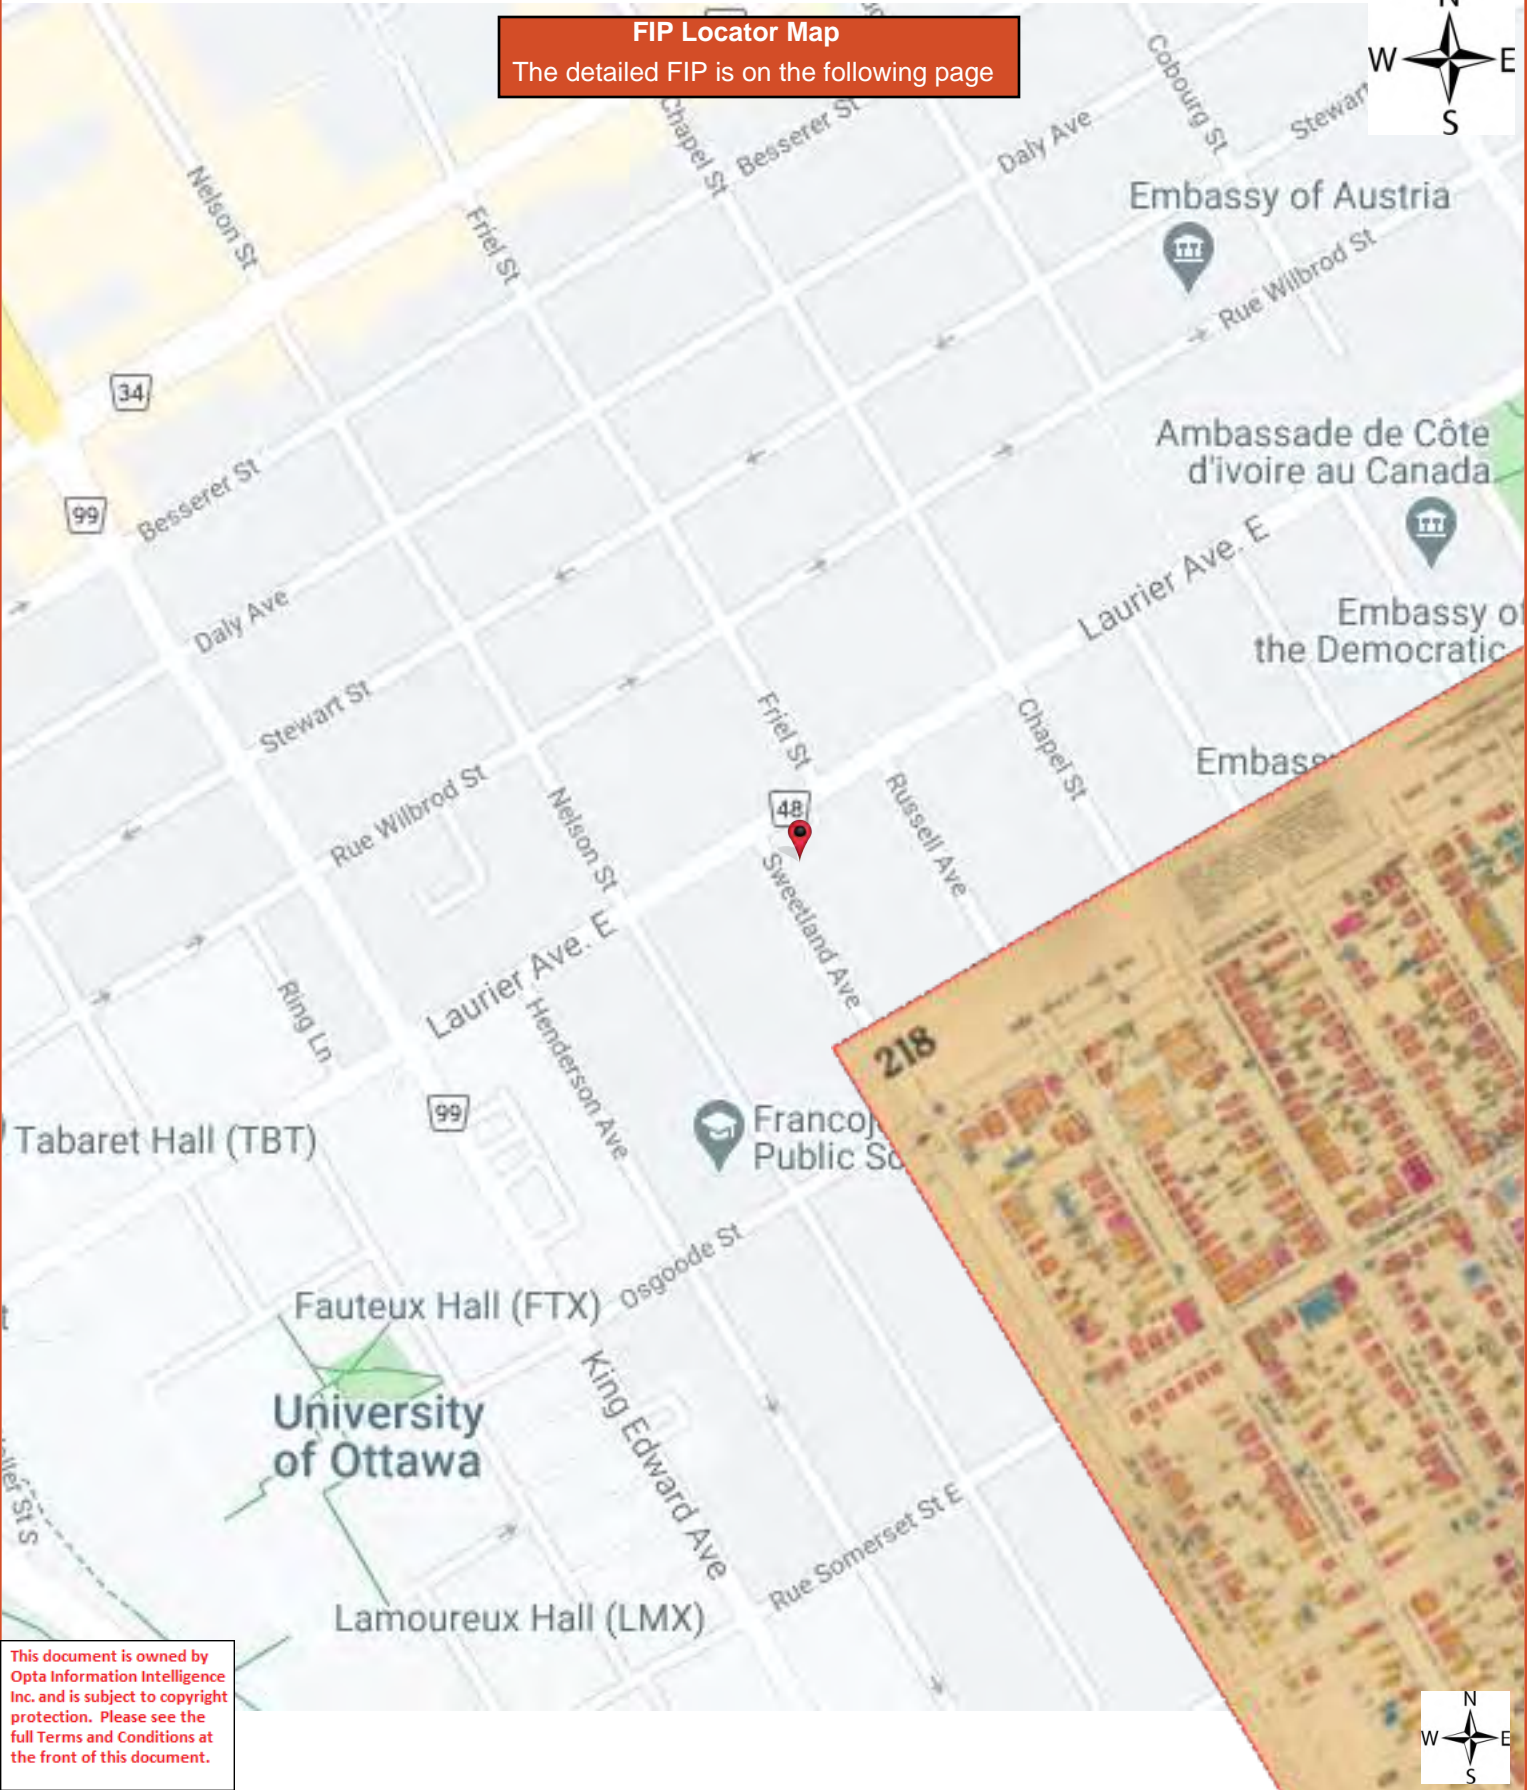 FIP Locator Map
The detailed FIP is on the following page
N
W
E
S
Cobourg St
Chapel St
Besserer St
Daly Ave
Stewart
Nelson St
Friel St
Embassy of Austria
Rue Wilbrod St
34
Ambassade de Côte
d'ivoire au Canada
99
Besserer St
Laurier Ave. E
Daly Ave
Embassy of
the Democratic
Stewart St
Friel St
Chapel St
Embassy
Rue Wilbrod St
Nelson St
48
Russell Ave
Sweetland Ave
Laurier Ave. E
Ring Ln
Henderson Ave
218
99
Tabaret Hall (TBT)
Francoj
Public Sc
Osgoode St
Fauteux Hall (FTX)
University
of Ottawa
King Edward Ave
Rue Somerset St E
Lamoureux Hall (LMX)
This document is owned by
Opta Information Intelligence
Inc. and is subject to copyright
protection. Please see the
full Terms and Conditions at
the front of this document.
N
W
E
S